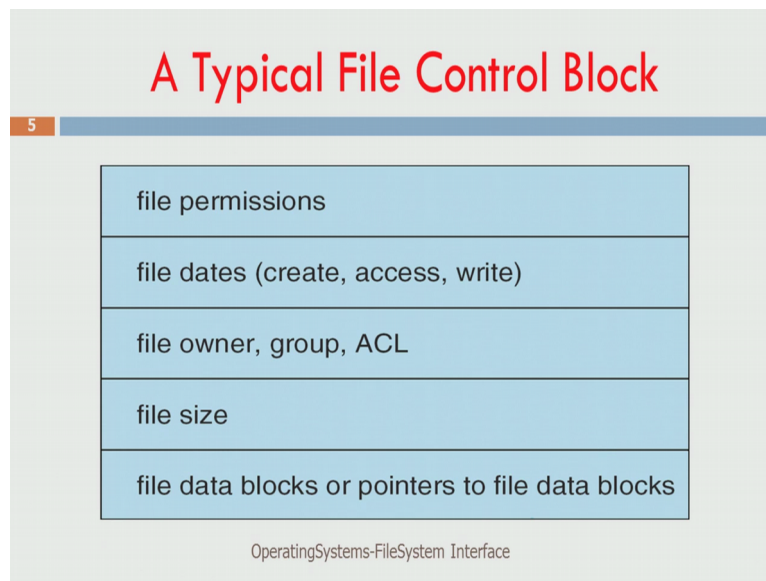 A Typical File Control Block
5
file permissions
file dates (create, access, write)
file owner, group, ACL
file size
file data blocks or pointers to file data blocks
OperatingSystems-FileSystem Interface